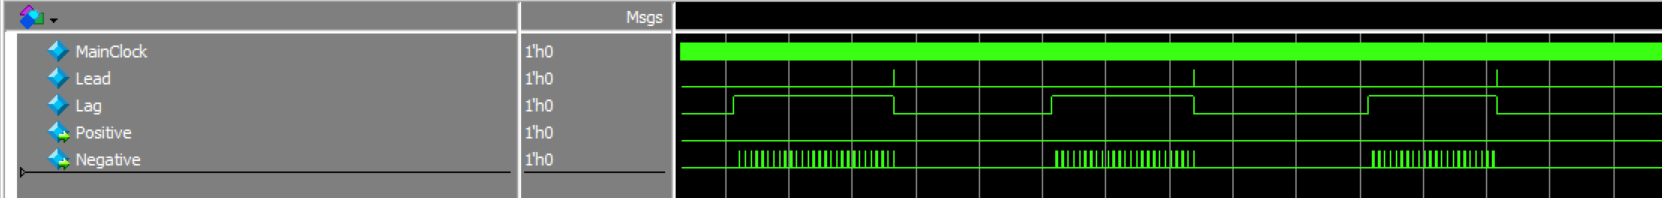 Msgs
MainClock 1'h0
Lead 1'h0
Lag 1'h0
Positive 1'h0
Negative 1'h0